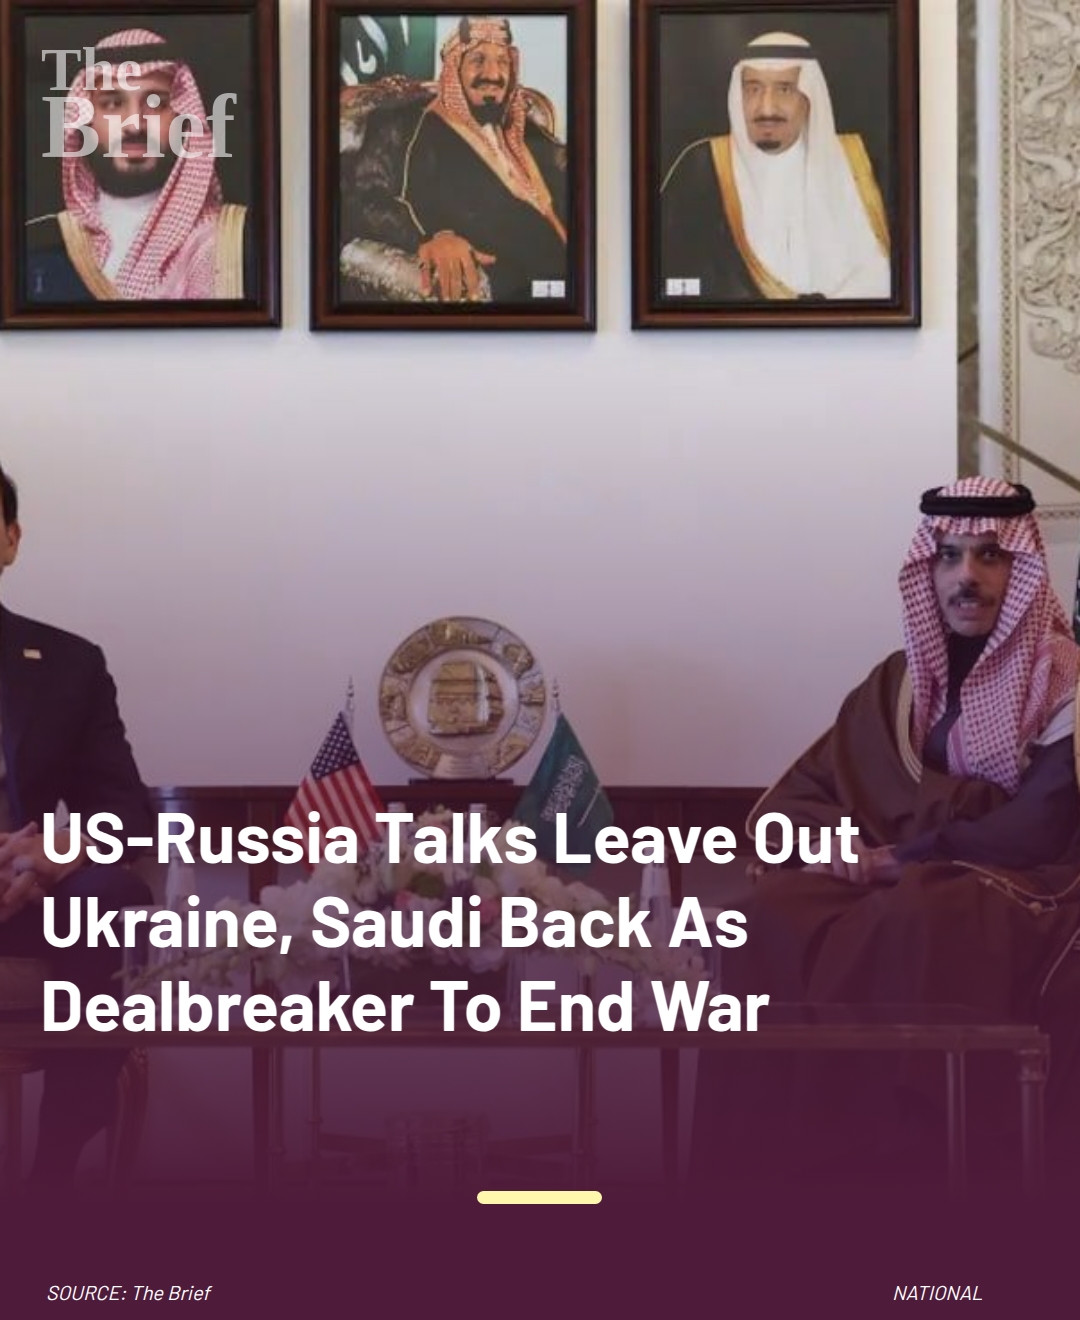 The
Brief
US-Russia Talks Leave Out
Ukraine, Saudi Back As
Dealbreaker To End War
SOURCE: The Brief
NATIONAL